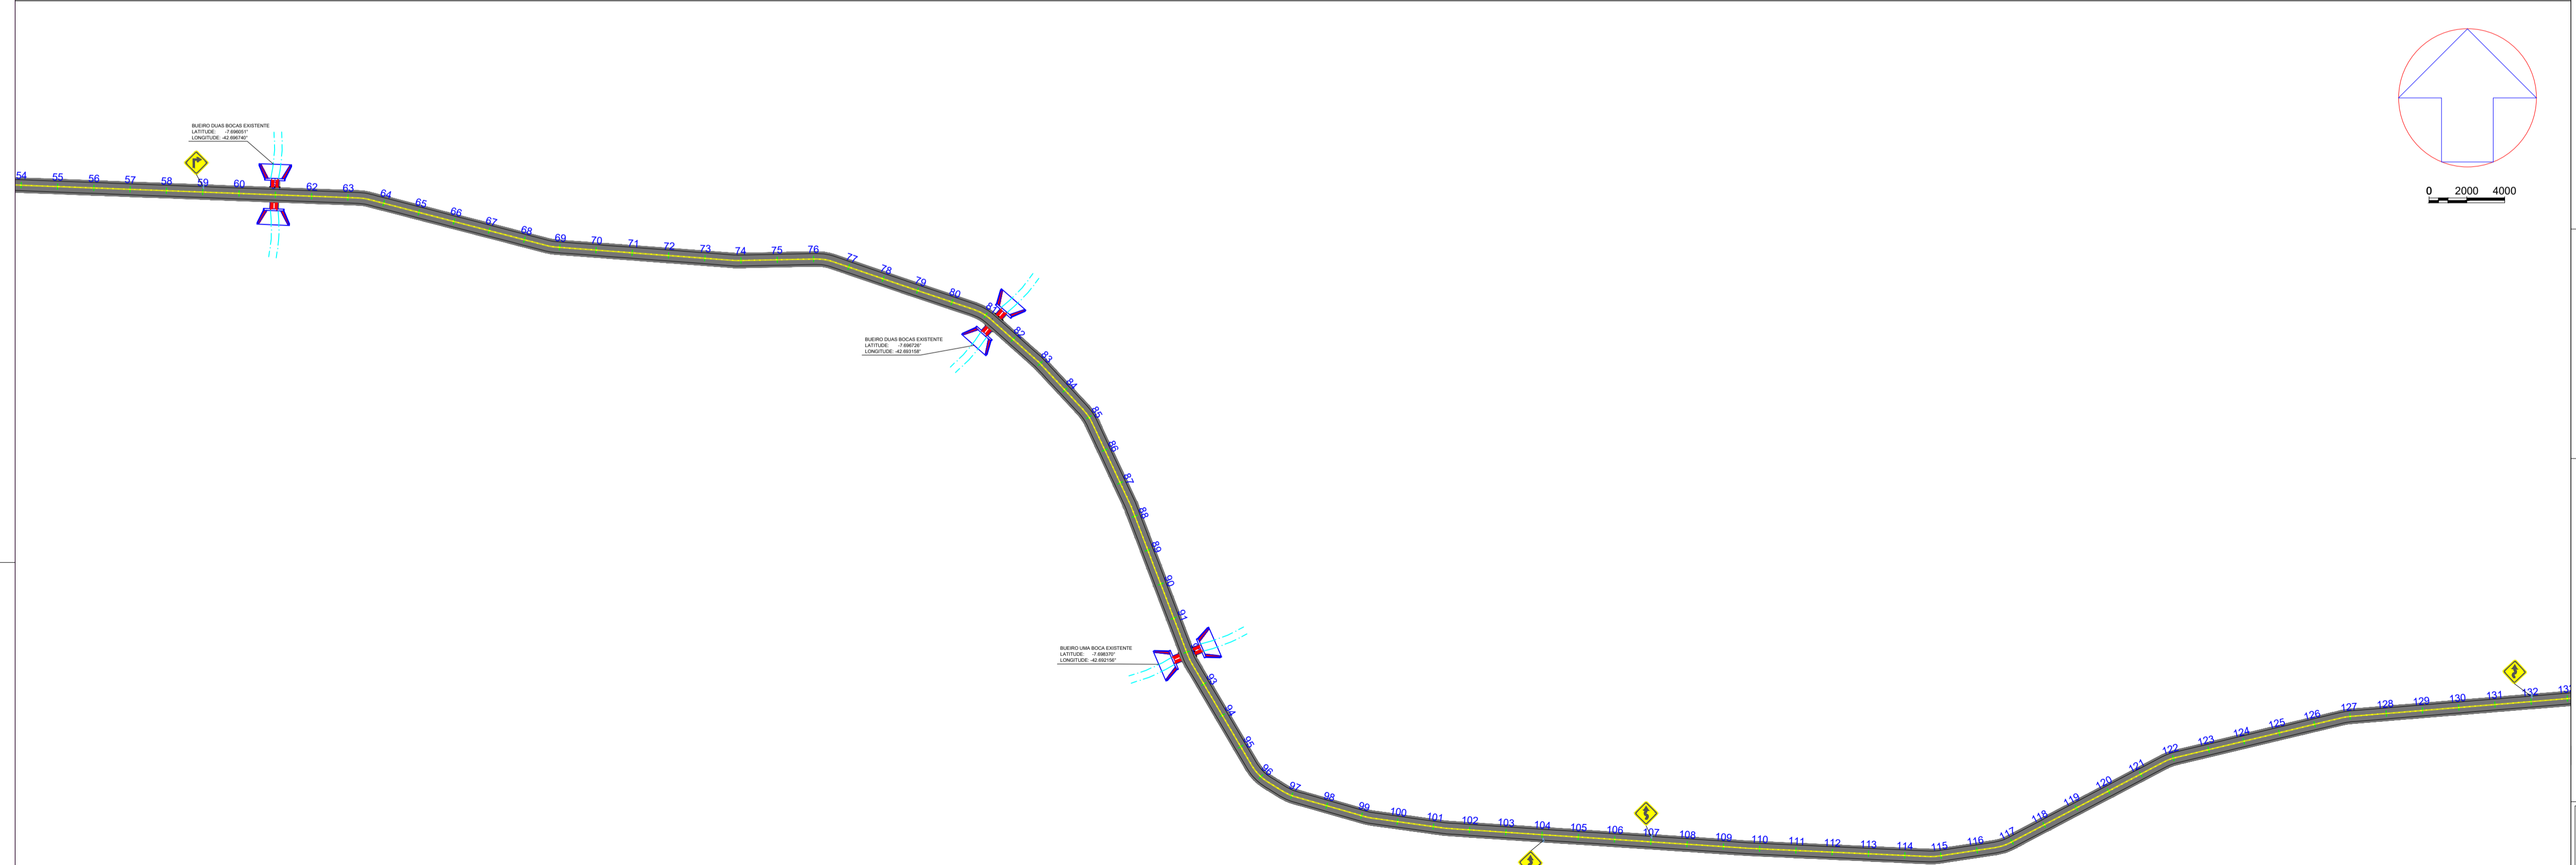 BUEIRO DUAS BOCAS EXISTENTE
LATITUDE: -7.696051°
LONGITUDE: -42.696740°
0 2000 4000
54 55 56 57 58 59 60 62 63 64 65 66 67 68 69 70 71 72 73 74 75 76 77 78 79 80 81 82 83 84 85 86 87 88 89 90 91
BUEIRO DUAS BOCAS EXISTENTE
LATITUDE: -7.696726°
LONGITUDE: -42.693158°
BUEIRO UMA BOCA EXISTENTE
LATITUDE: -7.698370°
LONGITUDE: -42.692156°
93 94 95 96 97 98 99 100 101 102 103 104 105 106 107 108 109 110 111 112 113 114 115 116 117 118 119 120 121 122 123 124 125 126 127 128 129 130 131 132